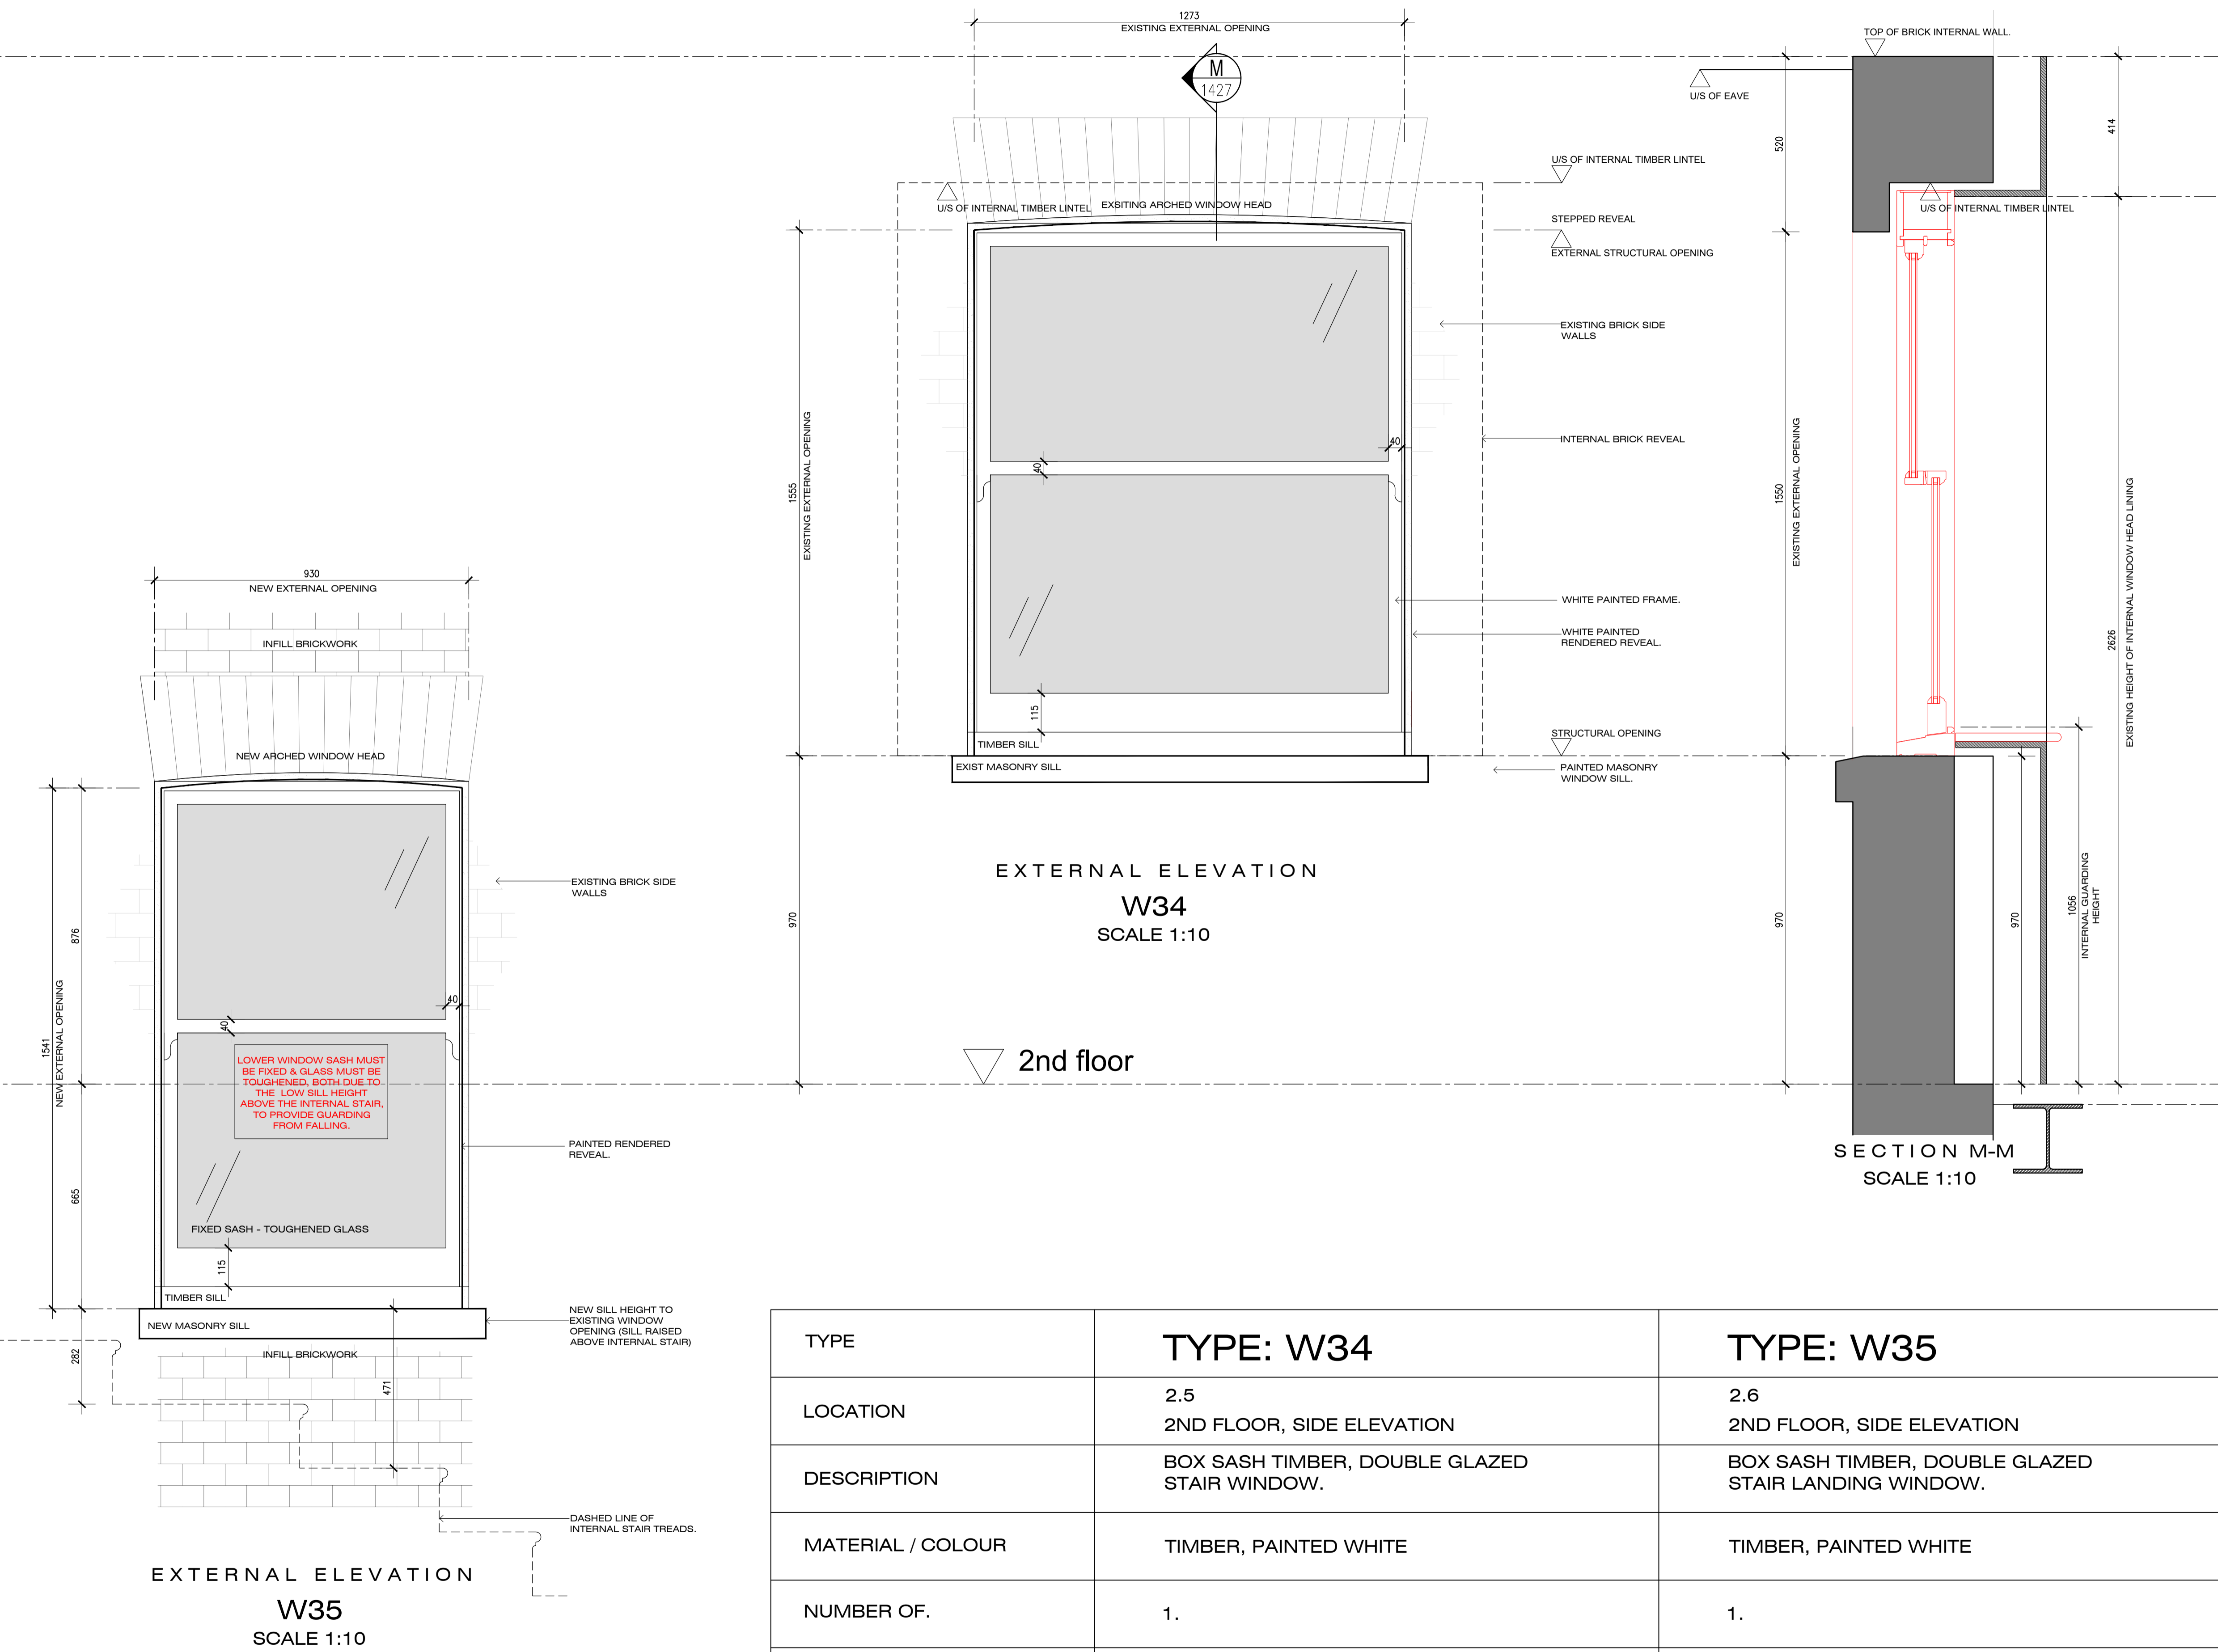 1273
EXISTING EXTERNAL OPENING
M
1427
TOP OF BRICK INTERNAL WALL.
U/S OF EAVE
520
414
U/S OF INTERNAL TIMBER LINTEL
U/S OF INTERNAL TIMBER LINTEL
EXSITING ARCHED WINDOW HEAD
U/S OF INTERNAL TIMBER LINTEL
STEPPED REVEAL
EXTERNAL STRUCTURAL OPENING
EXISTING BRICK SIDE
WALLS
40
INTERNAL BRICK REVEAL
40
1555
EXISTING EXTERNAL OPENING
1550
EXISTING EXTERNAL OPENING
2626
EXISTING HEIGHT OF INTERNAL WINDOW HEAD LINING
WHITE PAINTED FRAME.
WHITE PAINTED
RENDERED REVEAL.
115
TIMBER SILL
STRUCTURAL OPENING
EXIST MASONRY SILL
PAINTED MASONRY
WINDOW SILL.
EXTERNAL ELEVATION
W34
SCALE 1:10
970
970
970
1056
INTERNAL GUARDING
HEIGHT
2nd floor
SECTION M-M
SCALE 1:10
930
NEW EXTERNAL OPENING
INFILL BRICKWORK
NEW ARCHED WINDOW HEAD
EXISTING BRICK SIDE
WALLS
876
40
40
1541
NEW EXTERNAL OPENING
LOWER WINDOW SASH MUST
BE FIXED & GLASS MUST BE
TOUGHENED, BOTH DUE TO
THE LOW SILL HEIGHT
ABOVE THE INTERNAL STAIR,
TO PROVIDE GUARDING
FROM FALLING.
PAINTED RENDERED
REVEAL.
665
FIXED SASH - TOUGHENED GLASS
115
TIMBER SILL
NEW MASONRY SILL
NEW SILL HEIGHT TO
EXISTING WINDOW
OPENING (SILL RAISED
ABOVE INTERNAL STAIR)
282
INFILL BRICKWORK
471
DASHED LINE OF
INTERNAL STAIR TREADS.
EXTERNAL ELEVATION
W35
SCALE 1:10
TYPE
TYPE: W34
TYPE: W35
LOCATION
2.5
2ND FLOOR, SIDE ELEVATION
2.6
2ND FLOOR, SIDE ELEVATION
DESCRIPTION
BOX SASH TIMBER, DOUBLE GLAZED
STAIR WINDOW.
BOX SASH TIMBER, DOUBLE GLAZED
STAIR LANDING WINDOW.
MATERIAL / COLOUR
TIMBER, PAINTED WHITE
TIMBER, PAINTED WHITE
NUMBER OF.
1.
1.